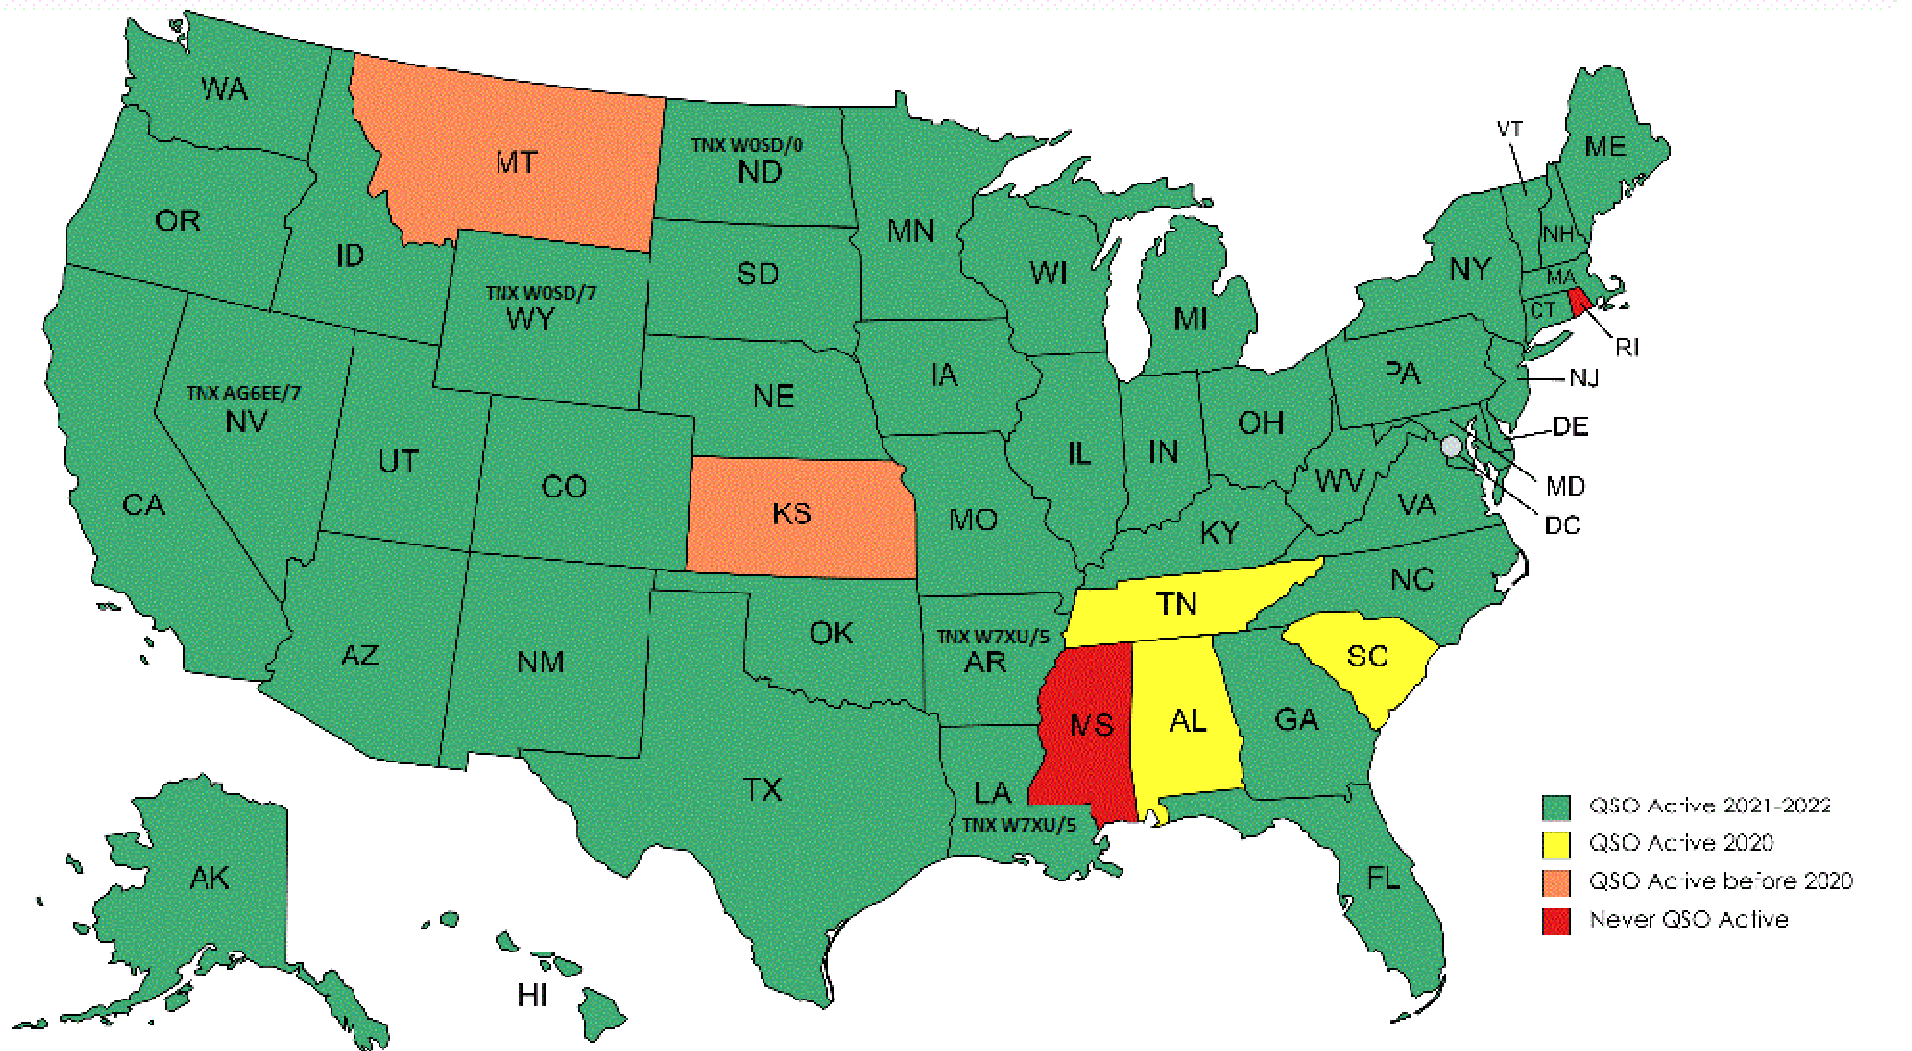 WA
MT
TNX W0SD/0
ND
VT
ME
OR
ID
MN
NH
SD
WI
NY
MA
TNX W0SD/7
WY
MI
CT
RI
IA
PA
NJ
TNX AG6EE/7
NV
NE
OH
DE
UT
IL
IN
CO
WV
MD
CA
KS
MO
VA
KY
DC
NC
TN
OK
TNX W7XU/5
AR
AZ
NM
SC
MS
AL
GA
TX
LA
TNX W7XU/5
AK
FL
HI
QSO Active 2021-2022
QSO Active 2020
QSO Active before 2020
Never QSO Active